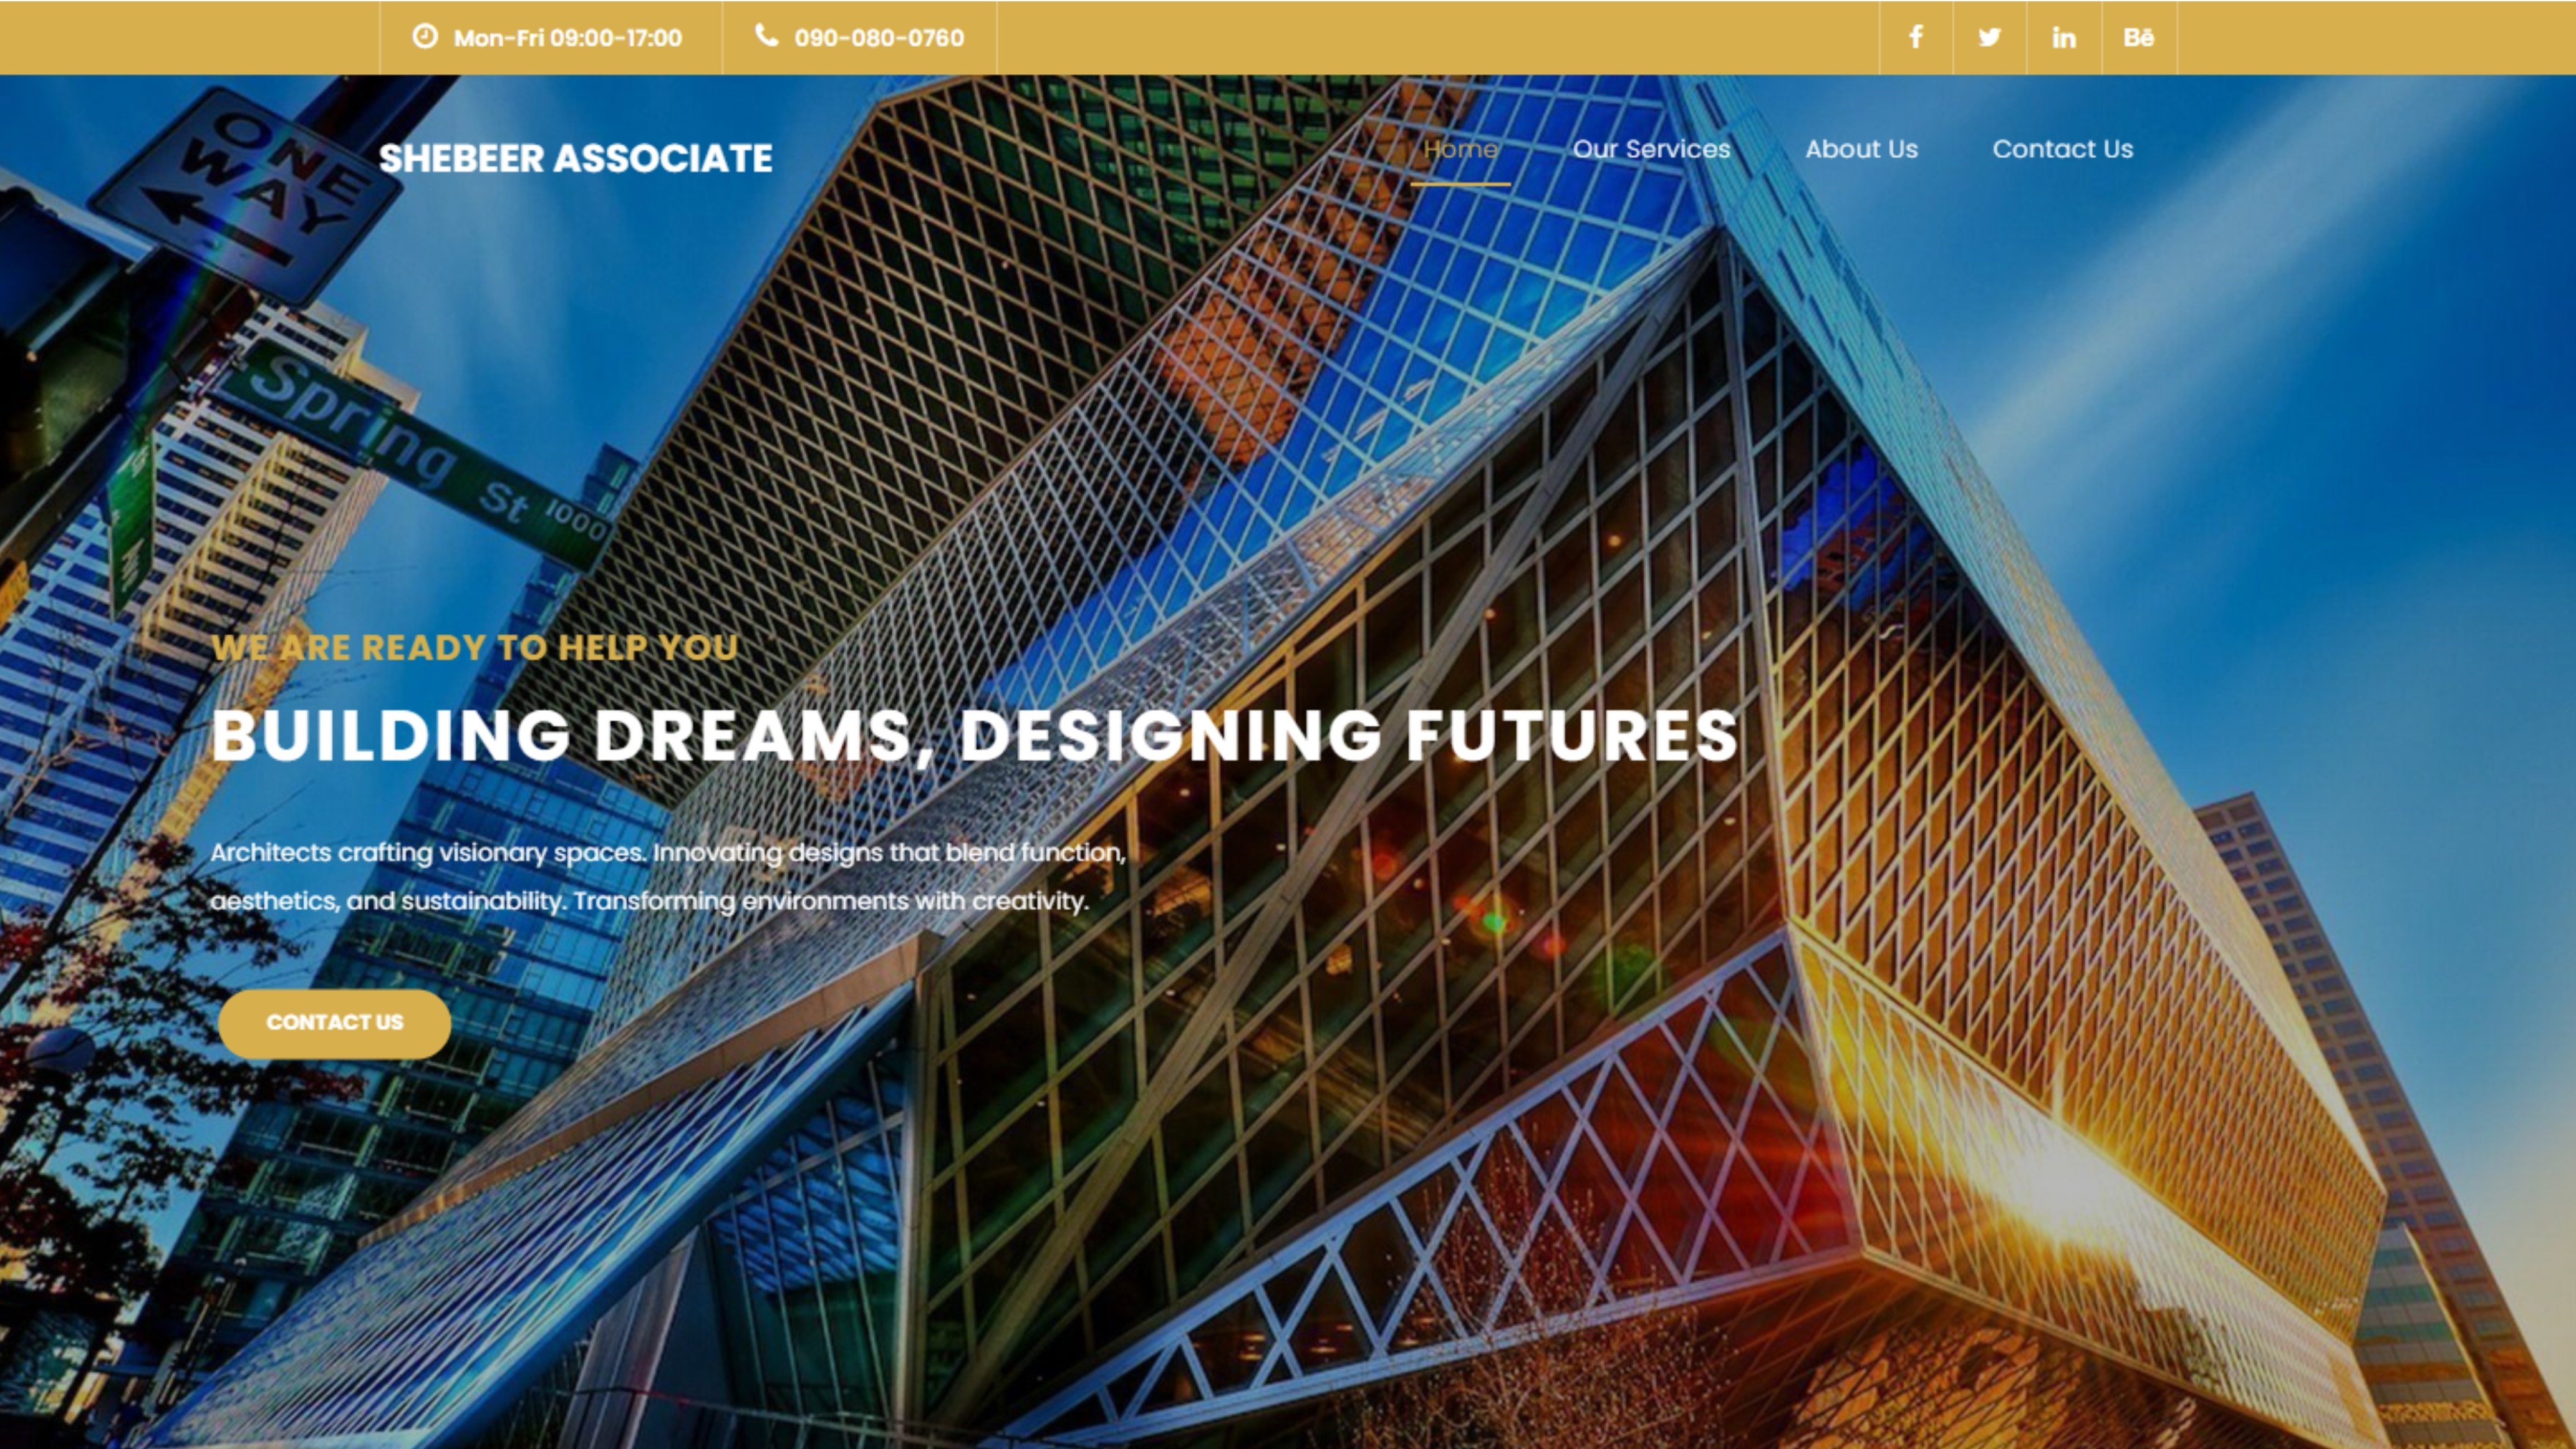 Mon-Fri 09:00-17:00
090-080-0760
Bē
SHEBEER ASSOCIATE
Home
Our Services
About Us
Contact Us
ONE
WAY
Spring St 1000
WE ARE READY TO HELP YOU
BUILDING DREAMS, DESIGNING FUTURES
Architects crafting visionary spaces. Innovating designs that blend function,
aesthetics, and sustainability. Transforming environments with creativity.
CONTACT US